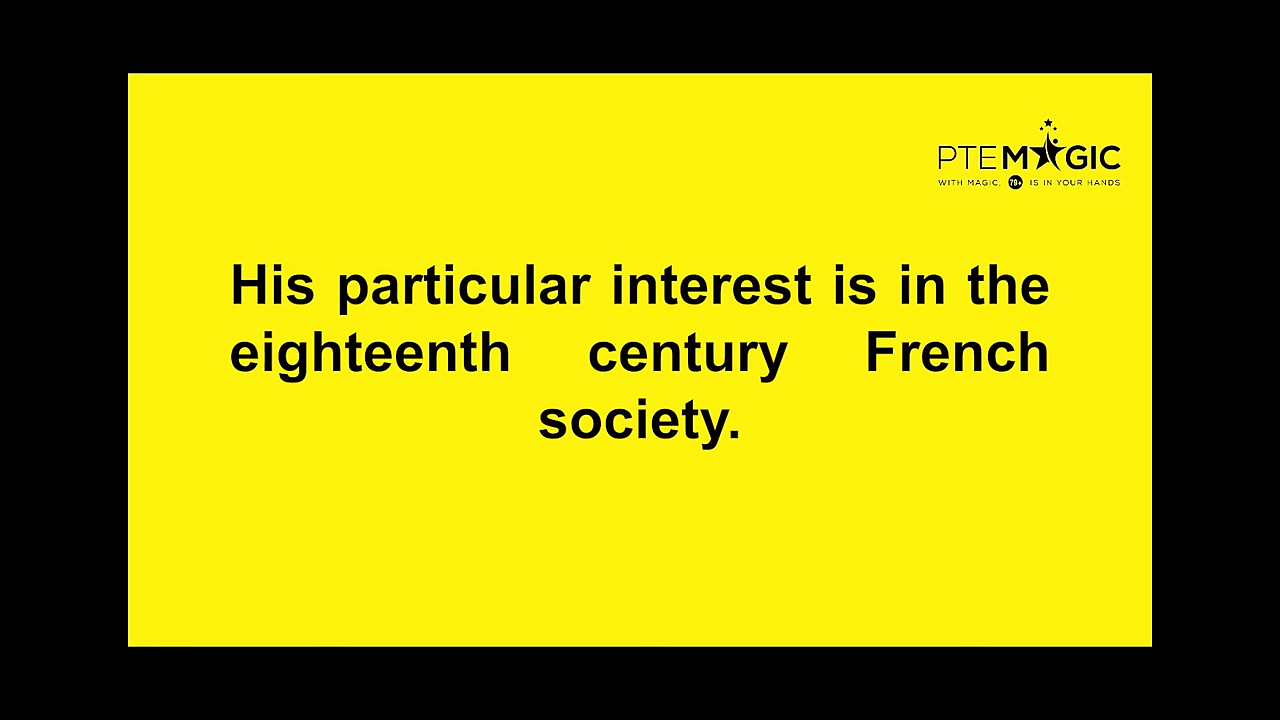 PTEMAGIC
WITH MAGIC. 79+ IS IN YOUR HANDS
His particular interest is in the
eighteenth century French
society.